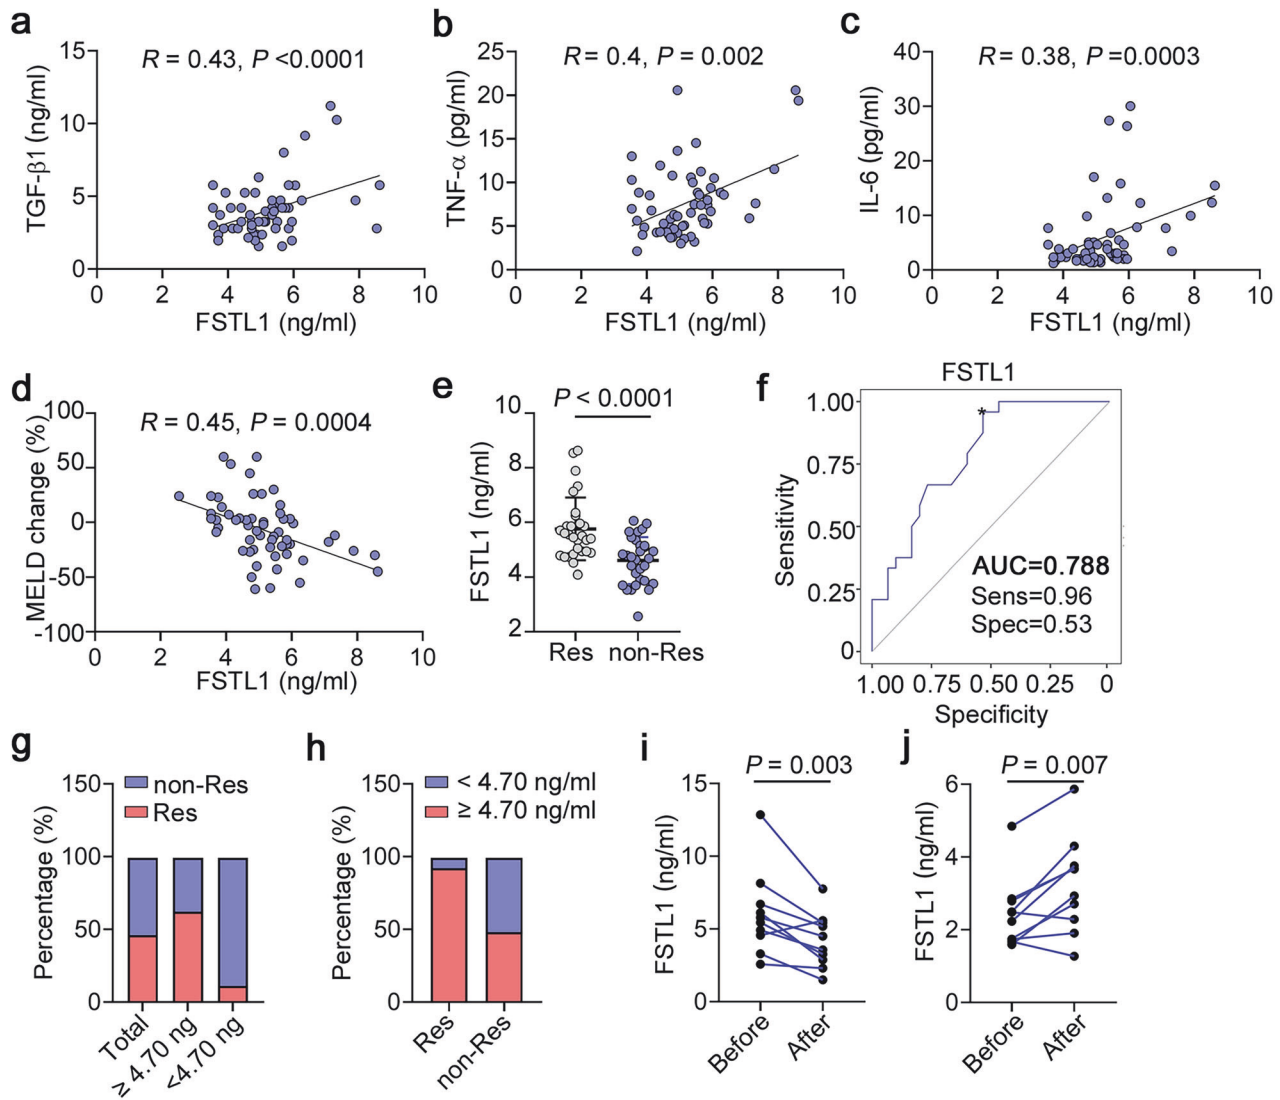 a
R = 0.43, P <0.0001
TGF-β1 (ng/ml)
15
10
5
0
0 2 4 6 8 10
FSTL1 (ng/ml)
b
R = 0.4, P = 0.002
TNF-α (pg/ml)
25
20
15
10
5
0
0 2 4 6 8 10
FSTL1 (ng/ml)
c
R = 0.38, P =0.0003
IL-6 (pg/ml)
40
30
20
10
0
0 2 4 6 8 10
FSTL1 (ng/ml)
d
R = 0.45, P = 0.0004
MELD change (%)
100
50
0
-50
-100
0 2 4 6 8 10
FSTL1 (ng/ml)
e
P < 0.0001
FSTL1 (ng/ml)
10
8
6
4
2
Res non-Res
f
FSTL1
Sensitivity
1.00
0.75
0.50
0.25
0
*
AUC=0.788
Sens=0.96
Spec=0.53
1.00 0.75 0.50 0.25 0
Specificity
g
Percentage (%)
150
100
50
0
non-Res
Res
Total
≥ 4.70 ng
<4.70 ng
h
Percentage (%)
150
100
50
0
< 4.70 ng/ml
≥ 4.70 ng/ml
Res
non-Res
i
P = 0.003
FSTL1 (ng/ml)
15
10
5
0
Before
After
j
P = 0.007
FSTL1 (ng/ml)
6
4
2
0
Before
After